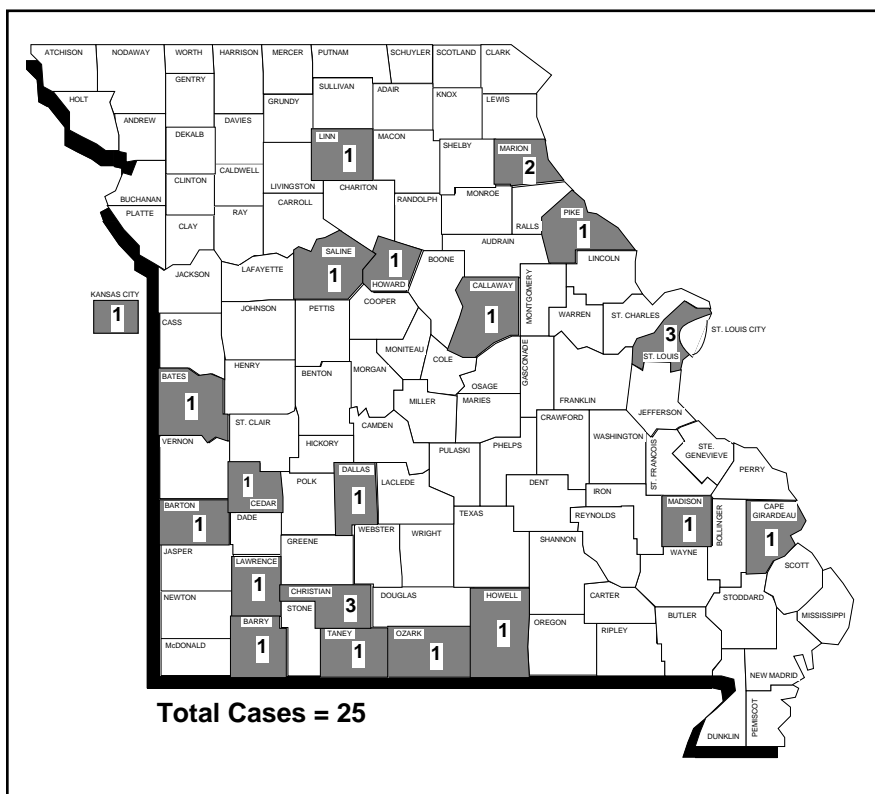 ATCHISON
NODAWAY
WORTH
HARRISON
MERCER
PUTNAM
SCHUYLER
SCOTLAND
CLARK
GENTRY
SULLIVAN
ADAIR
KNOX
LEWIS
HOLT
GRUNDY
ANDREW
DAVIES
DEKALB
LINN
1
MACON
SHELBY
MARION
2
CALDWELL
CLINTON
LIVINGSTON
CHARITON
BUCHANAN
CARROLL
RANDOLPH
MONROE
RALLS
PIKE
1
PLATTE
RAY
CLAY
AUDRAIN
SALINE
1
1
HOWARD
BOONE
LINCOLN
LAFAYETTE
JACKSON
CALLAWAY
1
MONTGOMERY
KANSAS CITY
1
JOHNSON
PETTIS
COOPER
WARREN
ST. CHARLES
CASS
ST. LOUIS CITY
3
ST. LOUIS
MONITEAU
COLE
GASCONADE
HENRY
BENTON
MORGAN
OSAGE
BATES
1
MILLER
MARIES
FRANKLIN
JEFFERSON
ST. CLAIR
CAMDEN
CRAWFORD
WASHINGTON
VERNON
HICKORY
PULASKI
PHELPS
ST. FRANCOIS
STE.
GENEVIEVE
PERRY
1
CEDAR
POLK
DALLAS
1
LACLEDE
DENT
IRON
BARTON
1
MADISON
1
BOLLINGER
CAPE
GIRARDEAU
1
DADE
TEXAS
REYNOLDS
WEBSTER
WRIGHT
GREENE
SHANNON
JASPER
WAYNE
LAWRENCE
1
SCOTT
CHRISTIAN
3
DOUGLAS
HOWELL
1
CARTER
STODDARD
NEWTON
STONE
BUTLER
MISSISSIPPI
BARRY
1
TANEY
1
OZARK
1
OREGON
RIPLEY
McDONALD
NEW MADRID
Total Cases = 25
DUNKLIN
PEMISCOT